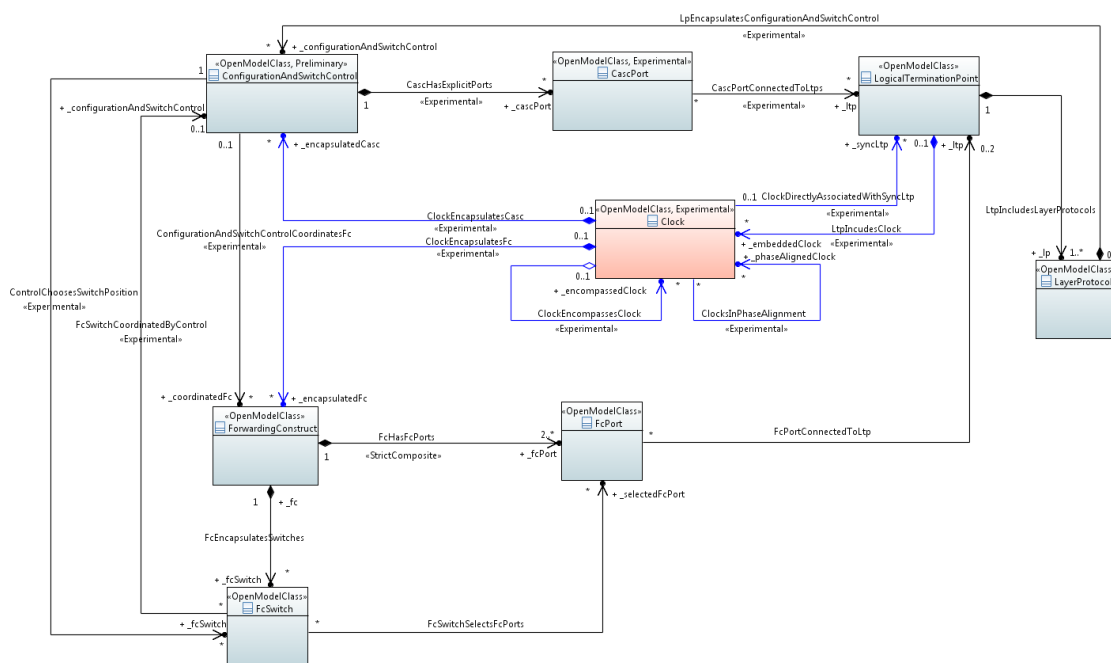 LpEncapsulatesConfigurationAndSwitchControl
«Experimental»
* + _configurationAndSwitchControl
«OpenModelClass, Preliminary»
ConfigurationAndSwitchControl
1
CascHasExplicitPorts
«Experimental»
1
*
+ _cascPort
«OpenModelClass, Experimental»
CascPort
*
CascPortConnectedToLtps
«Experimental»
*
+ _ltp
«OpenModelClass»
LogicalTerminationPoint
1
+ _configurationAndSwitchControl
0..1
0..1
* + _encapsulatedCasc
+ _syncLtp *
0..1 + _ltp
0..2
0..1 ClockDirectlyAssociatedWithSyncLtp
«Experimental»
«OpenModelClass, Experimental»
Clock
ClockEncapsulatesCasc
«Experimental»
0..1
ClockEncapsulatesFc
«Experimental»
0..1
0..1
*
LtpIncudesClock
«Experimental»
+ _embeddedClock
+ _phaseAlignedClock
*
+ _encompassedClock
* *
ClockEncompassesClock
«Experimental»
ClocksInPhaseAlignment
«Experimental»
LtpIncludesLayerProtocols
+ _lp 1..* 0
«OpenModelClass
LayerProtocol
ConfigurationAndSwitchControlCoordinatesFc
«Experimental»
ControlChoosesSwitchPosition
«Experimental»
FcSwitchCoordinatedByControl
«Experimental»
+ _coordinatedFc *
* + _encapsulatedFc
«OpenModelClass»
ForwardingConstruct
FcHasFcPorts
«StrictComposite»
1
2..*
+ _fcPort
«OpenModelClass»
FcPort
*
FcPortConnectedToLtp
* + _selectedFcPort
1 + _fc
FcEncapsulatesSwitches
+ _fcSwitch *
«OpenModelClass»
FcSwitch
*
+ _fcSwitch
*
*
FcSwitchSelectsFcPorts